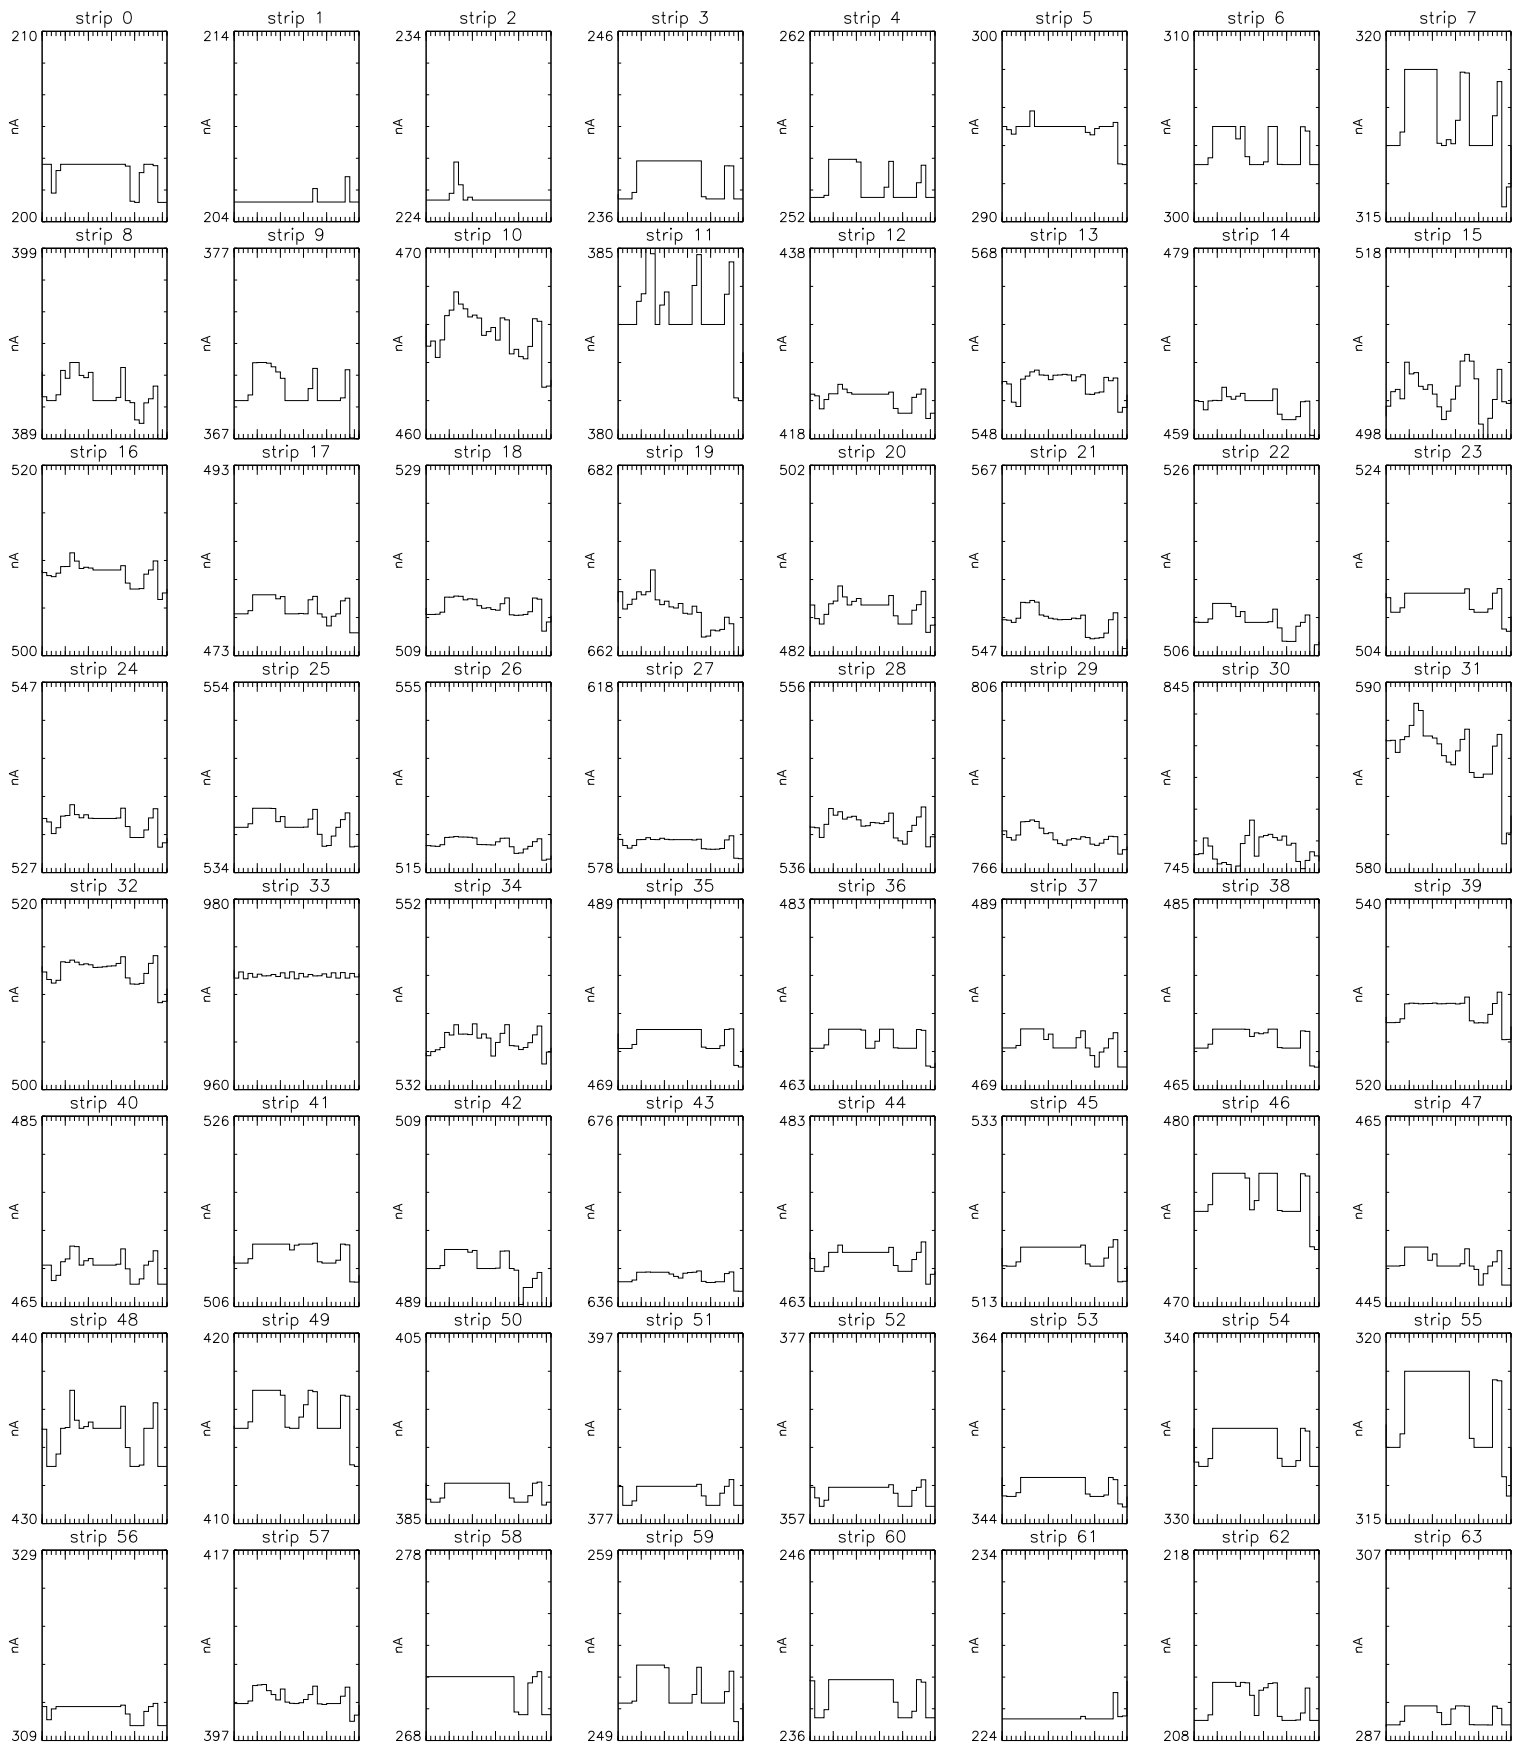 strip 0 strip 1 strip 2 strip 3 strip 4 strip 5 strip 6 strip 7
210 214 234 246 262 300 310 320
nA nA nA nA nA nA nA nA
200 204 224 236 252 290 300 315
strip 8 strip 9 strip 10 strip 11 strip 12 strip 13 strip 14 strip 15
399 377 470 385 438 568 479 518
nA nA nA nA nA nA nA nA
389 367 460 380 418 548 459 498
strip 16 strip 17 strip 18 strip 19 strip 20 strip 21 strip 22 strip 23
520 493 529 682 502 567 526 524
nA nA nA nA nA nA nA nA
500 473 509 662 482 547 506 504
strip 24 strip 25 strip 26 strip 27 strip 28 strip 29 strip 30 strip 31
547 554 555 618 556 806 845 590
nA nA nA nA nA nA nA nA
527 534 515 578 536 766 745 580
strip 32 strip 33 strip 34 strip 35 strip 36 strip 37 strip 38 strip 39
520 980 552 489 483 489 485 540
nA nA nA nA nA nA nA nA
500 960 532 469 463 469 465 520
strip 40 strip 41 strip 42 strip 43 strip 44 strip 45 strip 46 strip 47
485 526 509 676 483 533 480 465
nA nA nA nA nA nA nA nA
465 506 489 636 463 513 470 445
strip 48 strip 49 strip 50 strip 51 strip 52 strip 53 strip 54 strip 55
440 420 405 397 377 364 340 320
nA nA nA nA nA nA nA nA
430 410 385 377 357 344 330 315
strip 56 strip 57 strip 58 strip 59 strip 60 strip 61 strip 62 strip 63
329 417 278 259 246 234 218 307
nA nA nA nA nA nA nA nA
309 397 268 249 236 224 208 287